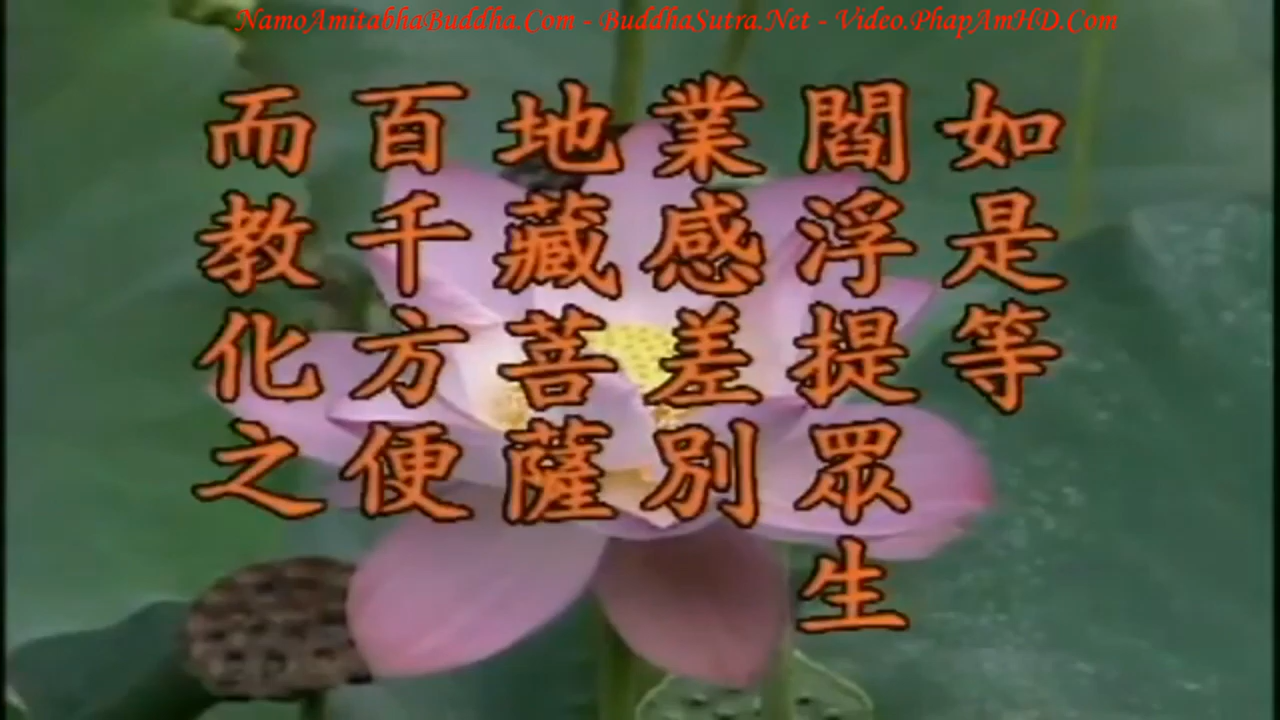 NamoAmitabhaBuddha.Com - BuddhaSutra.Net - Video.PhapAmHD.Com
如是等
閻浮提眾生
業感差別
地藏菩薩
百千方便
而教化之